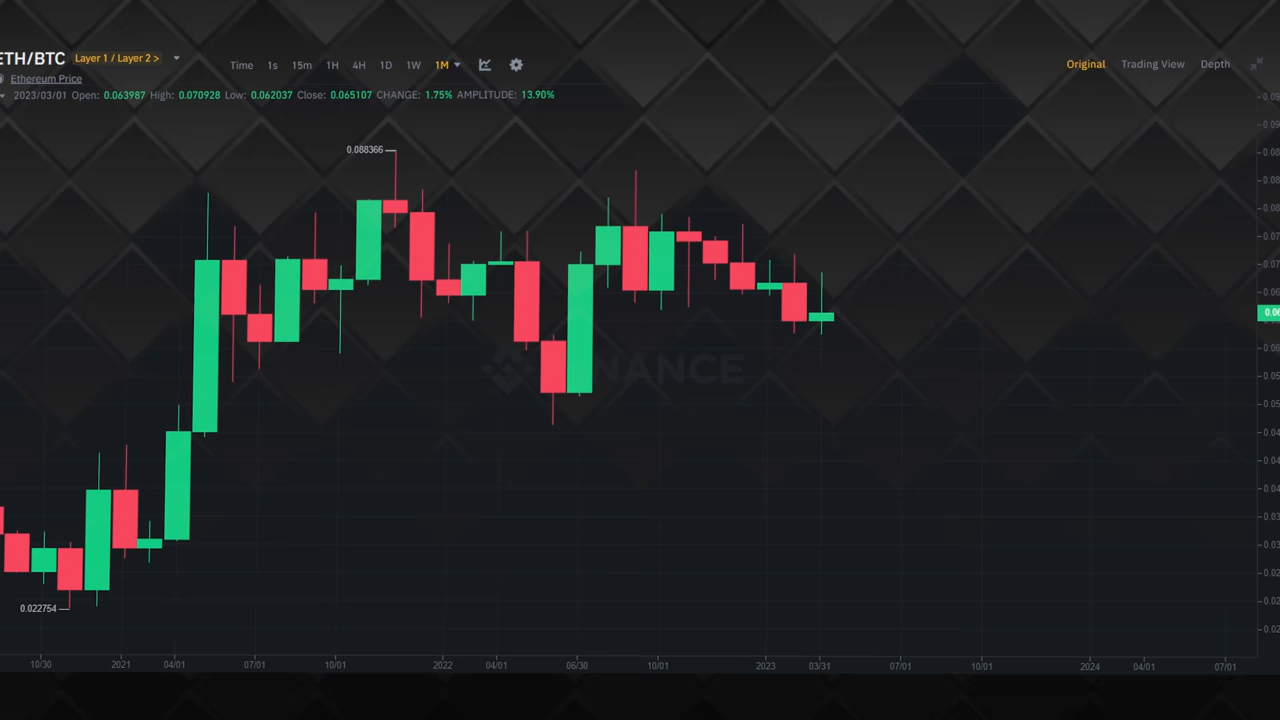 ETH/BTC Layer 1 / Layer 2 >
Time 1s 15m 1H 4H 1D 1W 1M
Original Trading View Depth
Ethereum Price
2023/03/01 Open: 0.063987 High: 0.070928 Low: 0.062037 Close: 0.065107 CHANGE: 1.75% AMPLITUDE: 13.90%
0.088366
BINANCE
0.022754
10/30 2021 04/01 07/01 10/01 2022 04/01 06/30 10/01 2023 03/31 07/01 10/01 2024 04/01 07/01